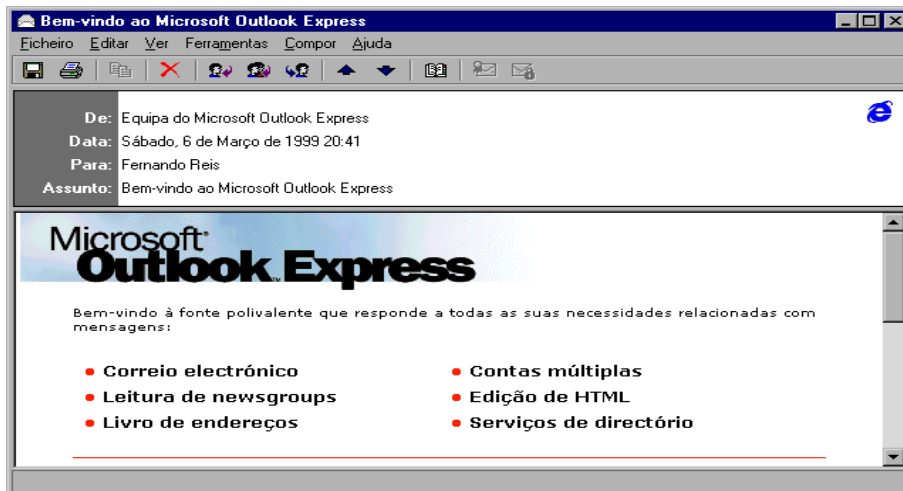 Bem-vindo ao Microsoft Outlook Express
Ficheiro Editar Ver Ferramentas Compor Ajuda
De: Equipa do Microsoft Outlook Express
Data: Sábado, 6 de Março de 1999 20:41
Para: Fernando Reis
Assunto: Bem-vindo ao Microsoft Outlook Express
Microsoft
Outlook Express
Bem-vindo à fonte polivalente que responde a todas as suas necessidades relacionadas com
mensagens:
Correio electrónico
Contas múltiplas
Leitura de newsgroups
Edição de HTML
Livro de endereços
Serviços de directório